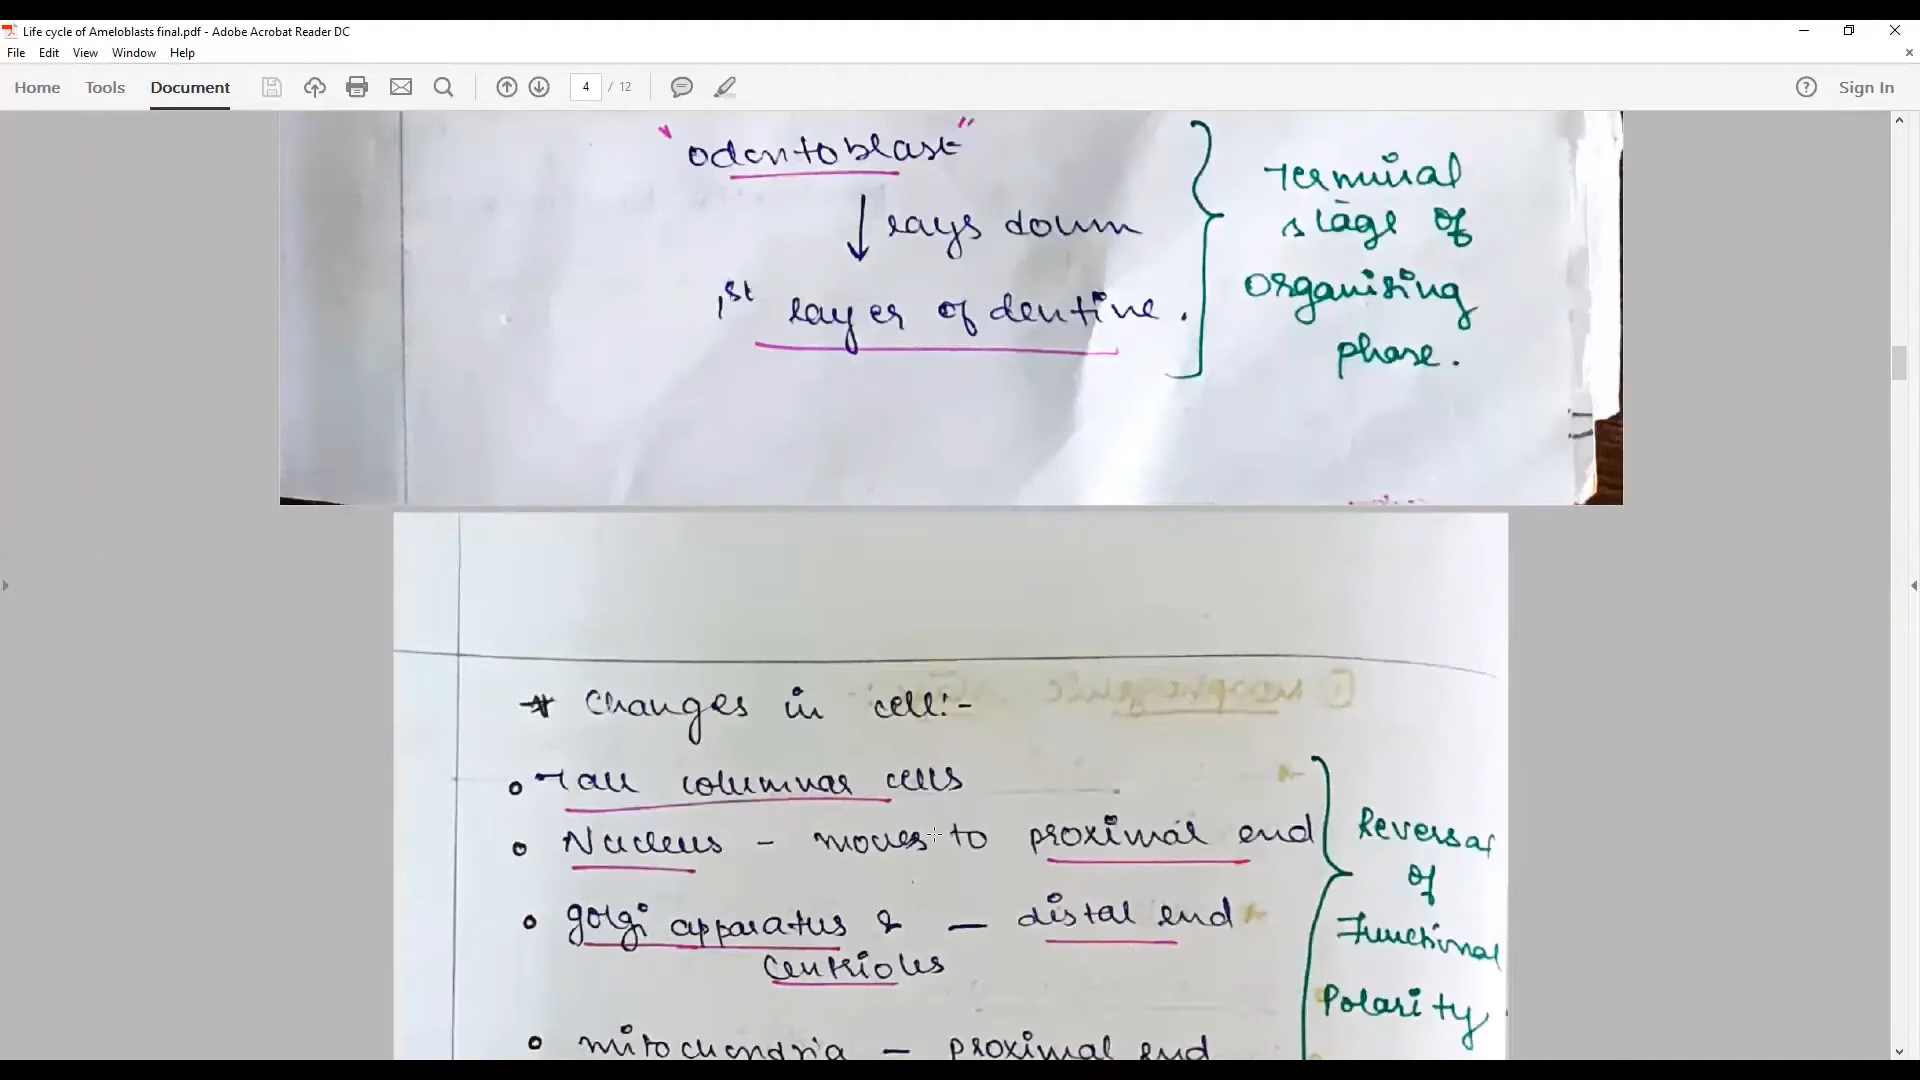 Life cycle of Ameloblasts final.pdf - Adobe Acrobat Reader DC
File Edit View Window Help
Home Tools Document 4 / 12 Sign In
"odontoblast"
lays down
1st layer of dentine.
Terminal
stage of
organising
phase.
* Changes in cell:-
• Tall columnar cells
• Nucleus - moves to proximal end
• golgi apparatus & — distal end
centrioles
• mitochondria — proximal end
Reversal
of
Functional
Polarity